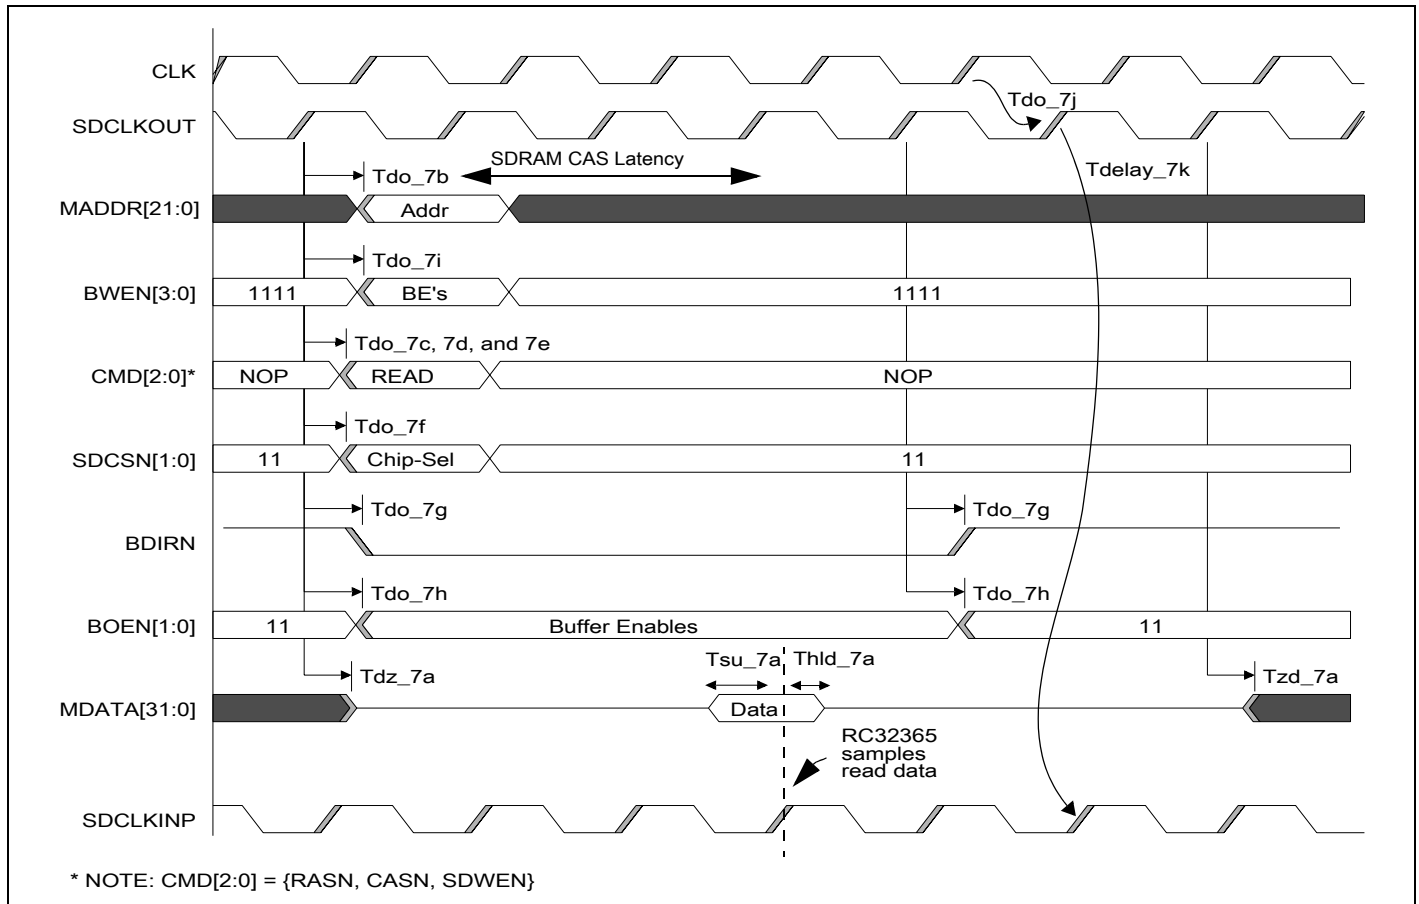 CLK
Tdo_7j
SDCLKOUT
SDRAM CAS Latency
Tdo_7b
Tdelay_7k
MADDR[21:0]
Addr
Tdo_7i
BWEN[3:0]
1111
BE's
1111
Tdo_7c, 7d, and 7e
CMD[2:0]*
NOP
READ
NOP
Tdo_7f
SDCSN[1:0]
11
Chip-Sel
11
Tdo_7g
Tdo_7g
BDIRN
Tdo_7h
Tdo_7h
BOEN[1:0]
11
Buffer Enables
11
Tsu_7a
Thld_7a
Tdz_7a
Tzd_7a
MDATA[31:0]
Data
RC32365
samples
read data
SDCLKINP
* NOTE: CMD[2:0] = {RASN, CASN, SDWEN}